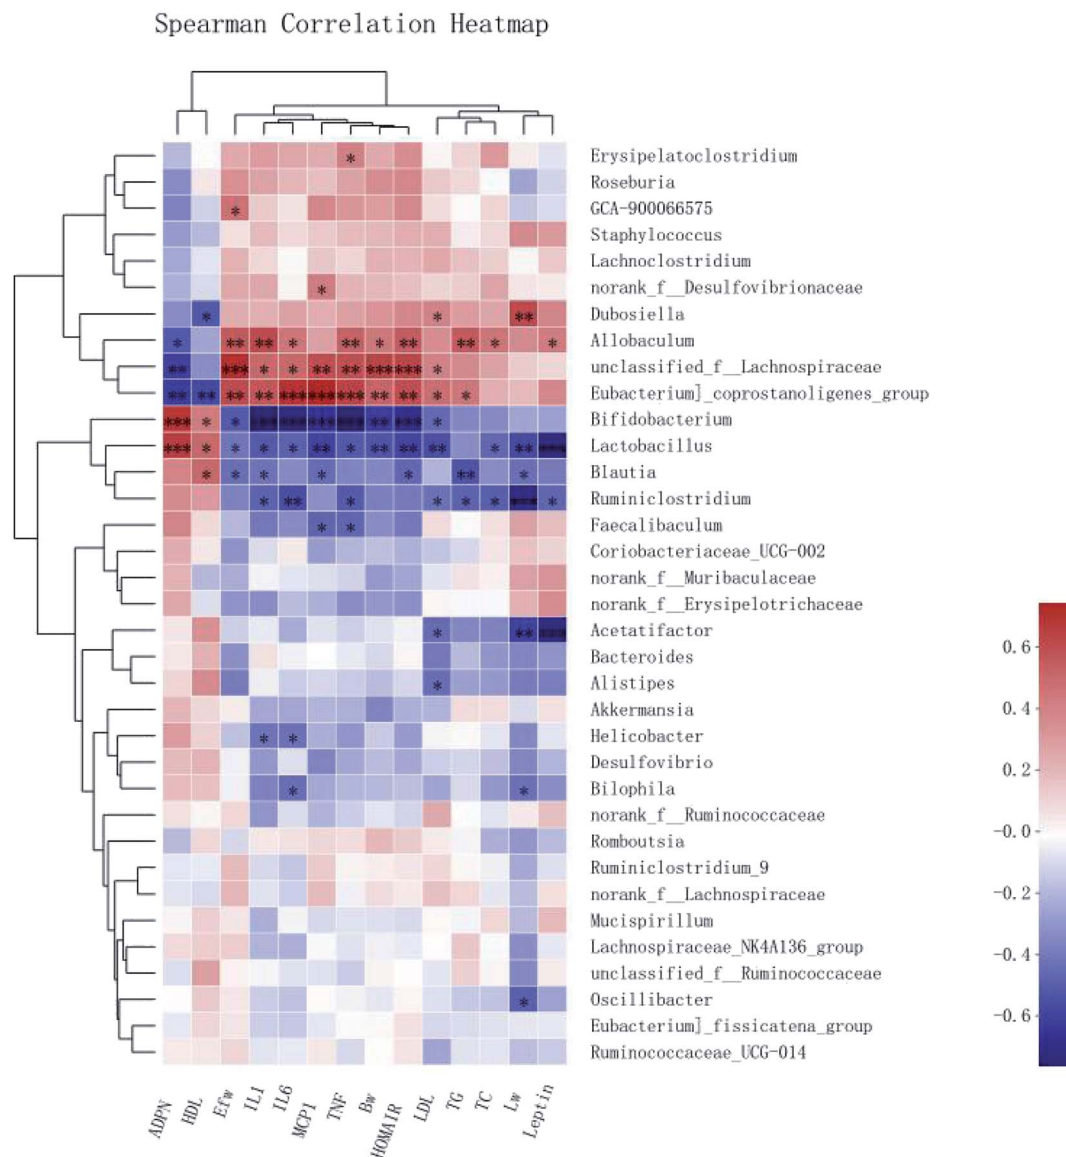 Spearman Correlation Heatmap
Erysipelatoclostridium
*
Roseburia
GCA-900066575
*
Staphylococcus
Lachnoclostridium
norank_f__Desulfovibrionaceae
*
Dubosiella
* * **
Allobaculum
* ** ** * ** * ** * ** * *
unclassified_f__Lachnospiraceae
** *** * * ** ** *** *** *
Eubacterium]_coprostanoligenes_group
** ** ** ** *** *** *** ** ** * *
Bifidobacterium
*** * * *** *** *** *** ** *** *
Lactobacillus
*** * * * * ** * ** ** ** * ** ***
Blautia
* * * * * ** *
Ruminiclostridium
* ** * * * * *** *
Faecalibaculum
* *
Coriobacteriaceae_UCG-002
norank_f__Muribaculaceae
norank_f__Erysipelotrichaceae
Acetatifactor
* ** ***
0.6
Bacteroides
Alistipes
*
0.4
Akkermansia
Helicobacter
* *
Desulfovibrio
0.2
Bilophila
* *
norank_f__Ruminococcaceae
-0.0
Romboutsia
Ruminiclostridium_9
norank_f__Lachnospiraceae
-0.2
Mucispirillum
Lachnospiraceae_NK4A136_group
-0.4
unclassified_f__Ruminococcaceae
Oscillibacter
*
-0.6
Eubacterium]_fissicatena_group
Ruminococcaceae_UCG-014
ADPN
HDL
Efw
IL1
IL6
MCP1
TNF
Bw
HOMAIR
LDL
TG
TC
Lw
Leptin